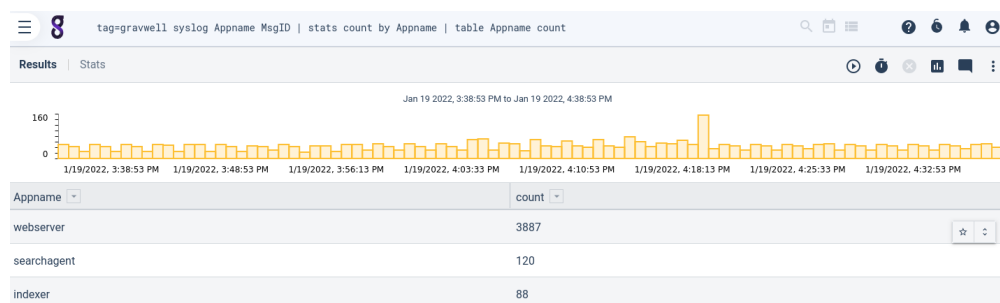 tag=gravwell syslog Appname MsgID | stats count by Appname | table Appname count
Results | Stats
Jan 19 2022, 3:38:53 PM to Jan 19 2022, 4:38:53 PM
160
0
1/19/2022, 3:38:53 PM 1/19/2022, 3:48:53 PM 1/19/2022, 3:56:13 PM 1/19/2022, 4:03:33 PM 1/19/2022, 4:10:53 PM 1/19/2022, 4:18:13 PM 1/19/2022, 4:25:33 PM 1/19/2022, 4:32:53 PM
Appname count
webserver 3887
searchagent 120
indexer 88